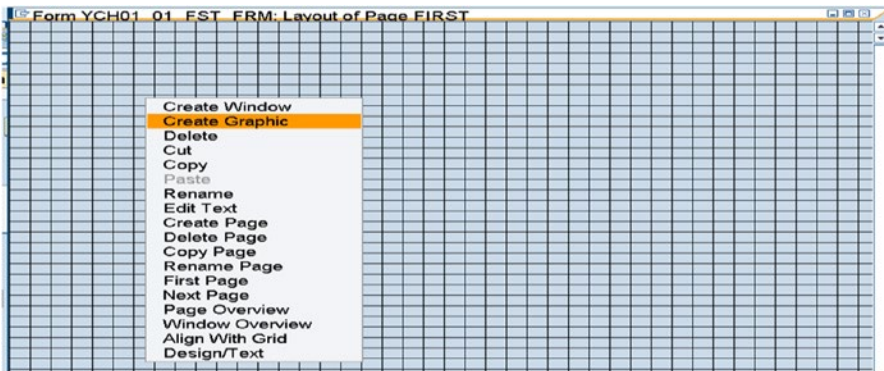 Form YCH01_01_FST_FRM: Layout of Page FIRST
Create Window
Create Graphic
Delete
Cut
Copy
Paste
Rename
Edit Text
Create Page
Delete Page
Copy Page
Rename Page
First Page
Next Page
Page Overview
Window Overview
Align With Grid
Design/Text